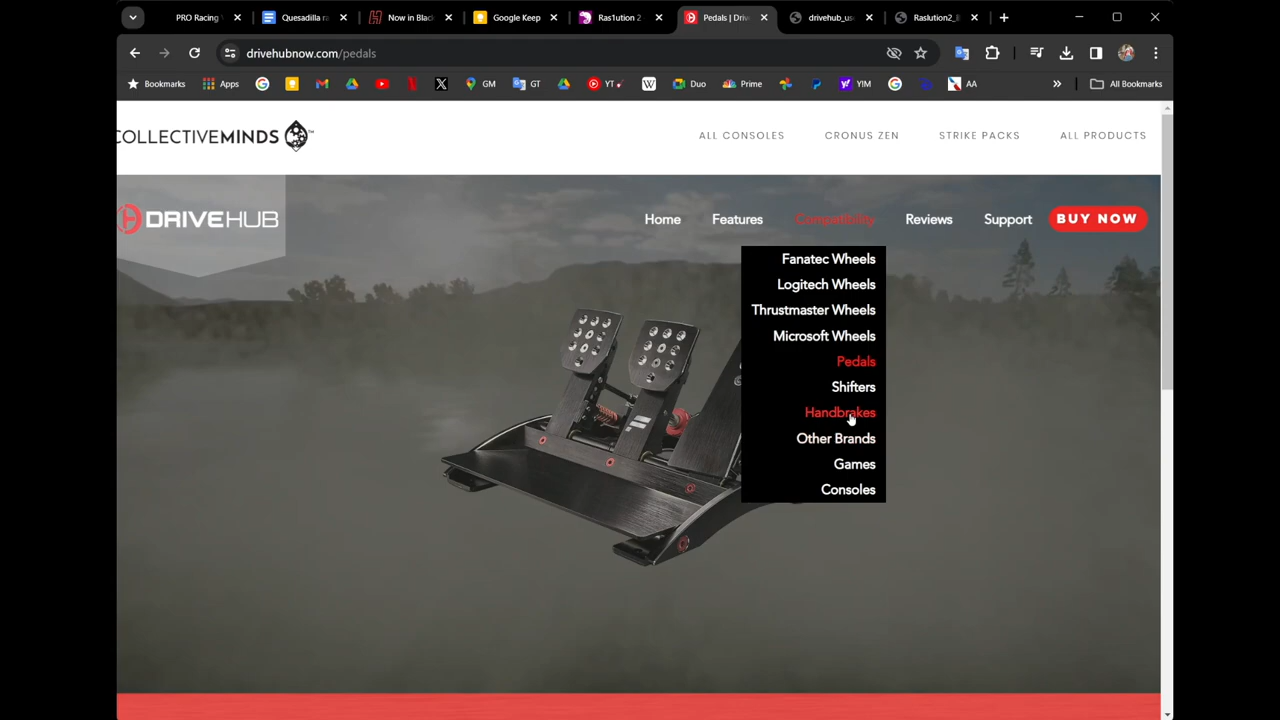 PRO Racing
Quesadilla ra
Now in Blac
Google Keep
Ras1ution 2
Pedals | Driv
drivehub_us
Raslution2_I
drivehubnow.com/pedals
Bookmarks
Apps
GM
GT
YT
Duo
Prime
YIM
AA
All Bookmarks
COLLECTIVEMINDS
ALL CONSOLES
CRONUS ZEN
STRIKE PACKS
ALL PRODUCTS
DRIVEHUB
Home
Features
Compatibility
Reviews
Support
BUY NOW
Fanatec Wheels
Logitech Wheels
Thrustmaster Wheels
Microsoft Wheels
Pedals
Shifters
Handbrakes
Other Brands
Games
Consoles